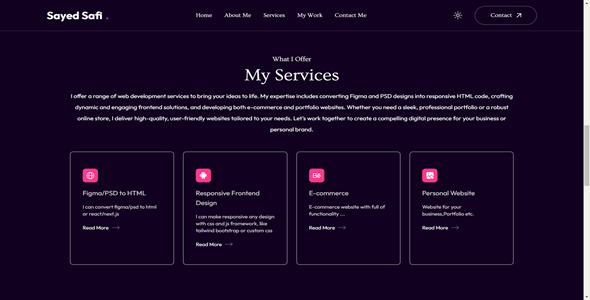 Sayed Safi .
Home
About Me
Services
My Work
Contact Me
Contact
What I Offer
My Services
I offer a range of web development services to bring your ideas to life. My expertise includes converting Figma and PSD designs into responsive HTML code, crafting
dynamic and engaging frontend solutions, and developing both e-commerce and portfolio websites. Whether you need a sleek, professional portfolio or a robust
online store, I deliver high-quality, user-friendly websites tailored to your needs. Let's work together to create a compelling digital presence for your business or
personal brand.
Figma/PSD to HTML
I can convert figma/psd to html
or react/next.js
Read More
Responsive Frontend
Design
I can make responsive any design
with css and js framework, like
tailwind bootstrap or custom css
Read More
Bē
E-commerce
E-commerce website with full of
functionality ...
Read More
Personal Website
Website for your
business,Portfolio etc.
Read More